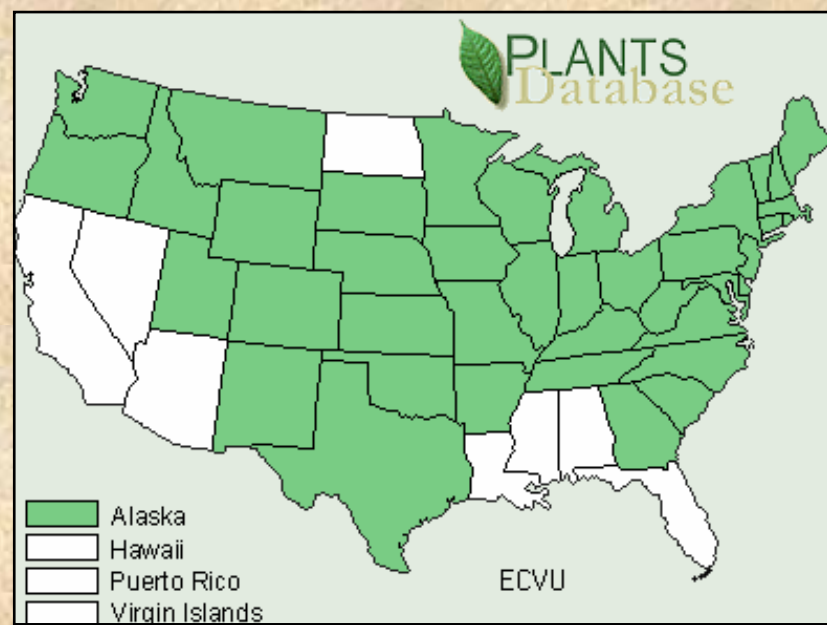 PLANTS
Database
Alaska
Hawaii
Puerto Rico
Virgin Islands
ECVU